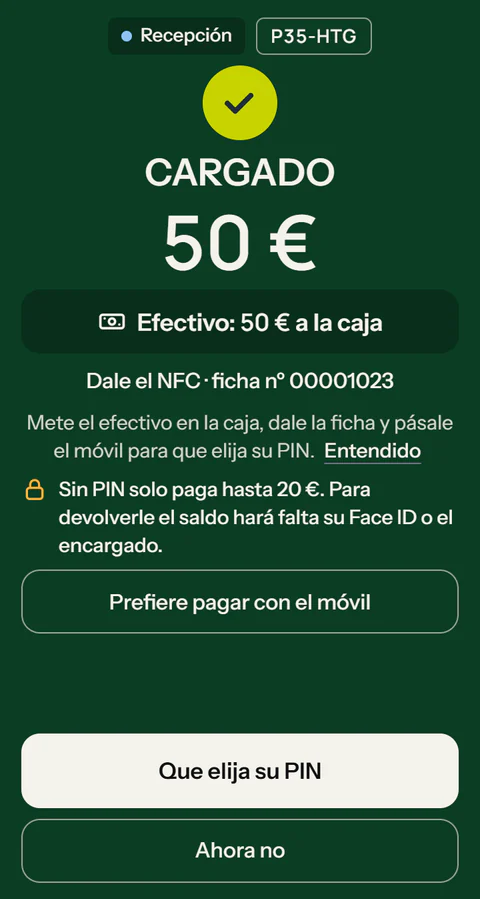 Recepción
P35-HTG
CARGADO
50 €
Efectivo: 50 € a la caja
Dale el NFC · ficha nº 00001023
Mete el efectivo en la caja, dale la ficha y pásale
el móvil para que elija su PIN. Entendido
Sin PIN solo paga hasta 20 €. Para
devolverle el saldo hará falta su Face ID o el
encargado.
Prefiere pagar con el móvil
Que elija su PIN
Ahora no